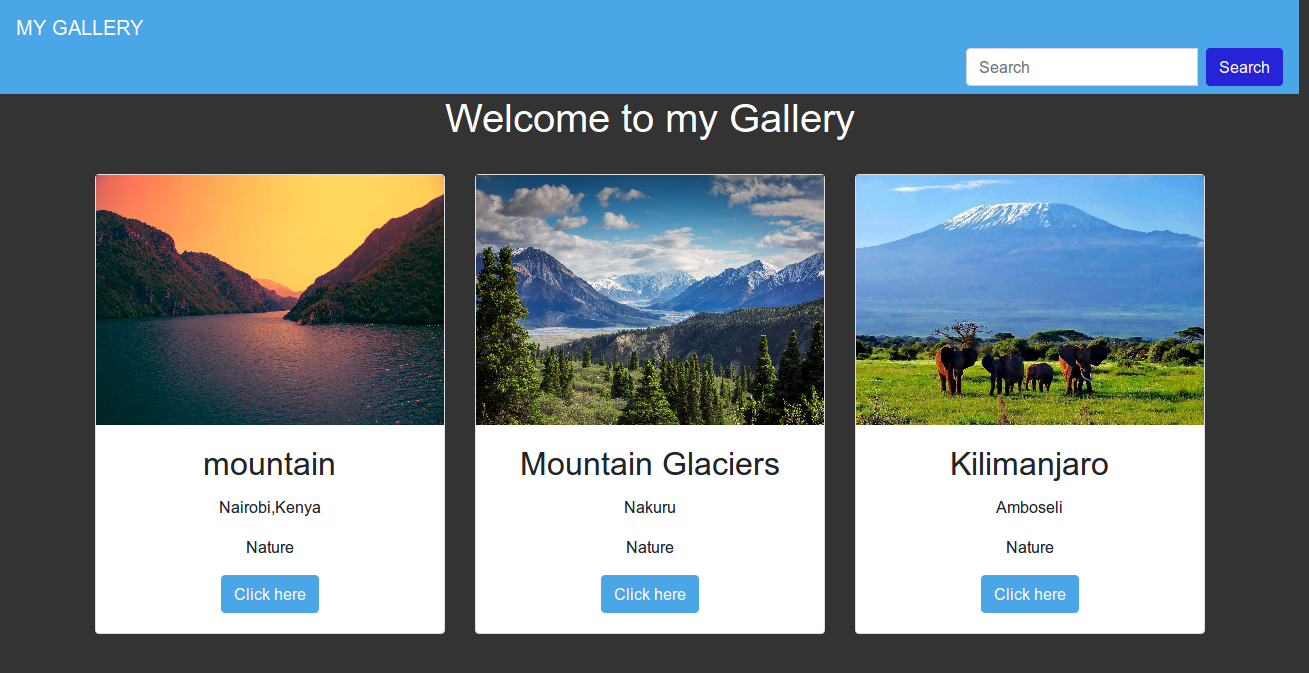 MY GALLERY
Search Search
Welcome to my Gallery
mountain
Nairobi,Kenya
Nature
Click here
Mountain Glaciers
Nakuru
Nature
Click here
Kilimanjaro
Amboseli
Nature
Click here